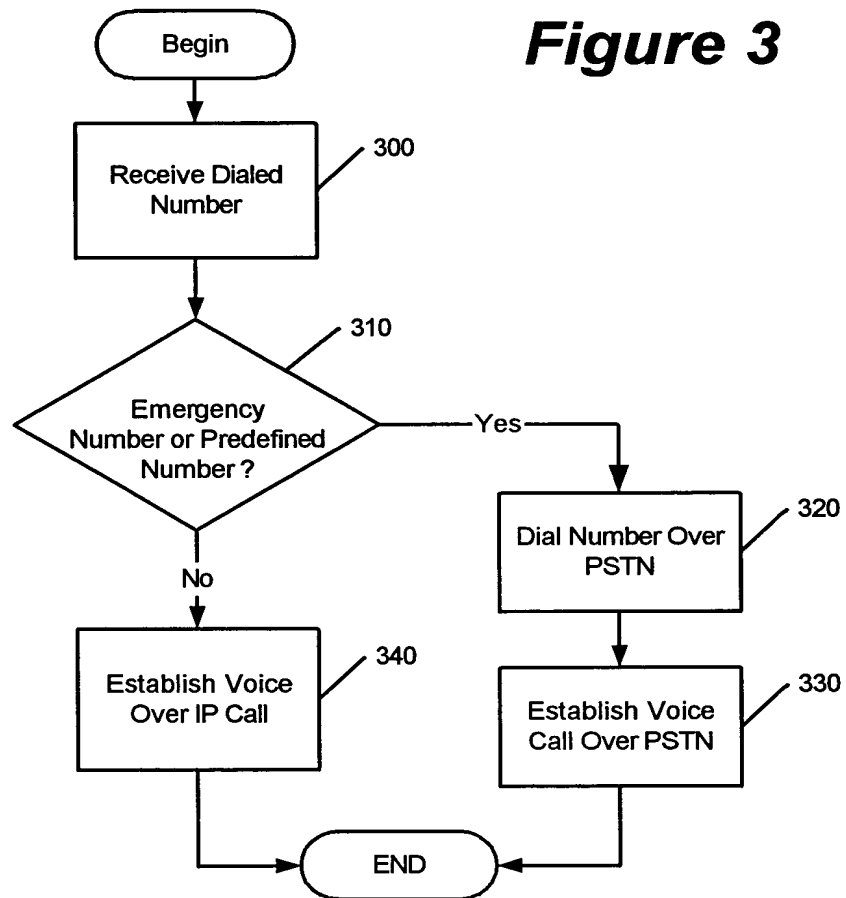 Figure 3
Begin
300
Receive Dialed
Number
310
Emergency
Number or Predefined
Number ?
Yes
320
Dial Number Over
PSTN
No
340
Establish Voice
Over IP Call
330
Establish Voice
Call Over PSTN
END